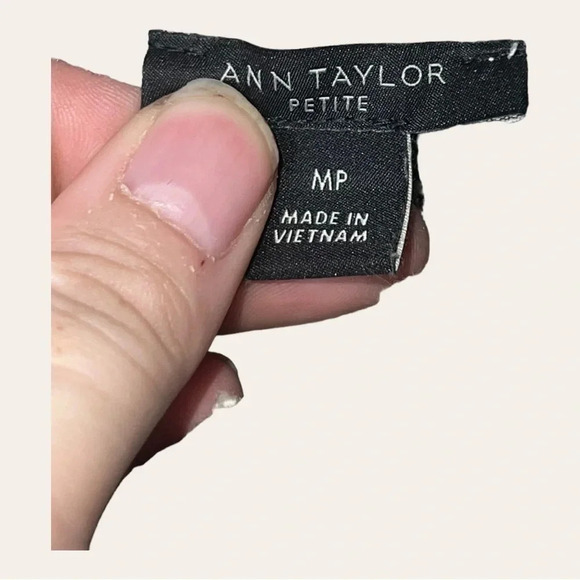 ANN TAYLOR
PETITE
MP
MADE IN
VIETNAM